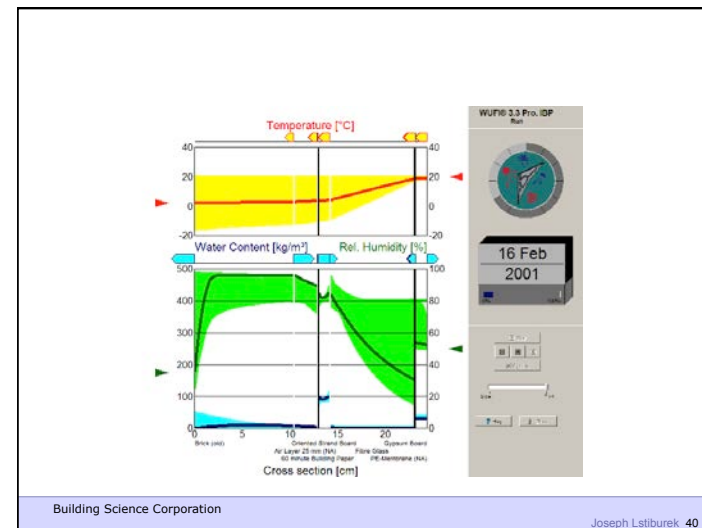 Temperature [°C]
40 40
20 20
0 0
-20 -20
Water Content [kg/m³] Rel. Humidity [%]
500 100
400 80
300 60
200 40
100 20
0 0
0 5 10 15 20
Brick (old) Oriented Strand Board Gypsum Board
Air Layer 25 mm (NA) Fibre Glass
60 minute Building Paper PE-Membrane (NA)
Cross section [cm]
WUFI® 3.3 Pro. IBP
Run
16 Feb
2001
Building Science Corporation
Joseph Lstiburek 40